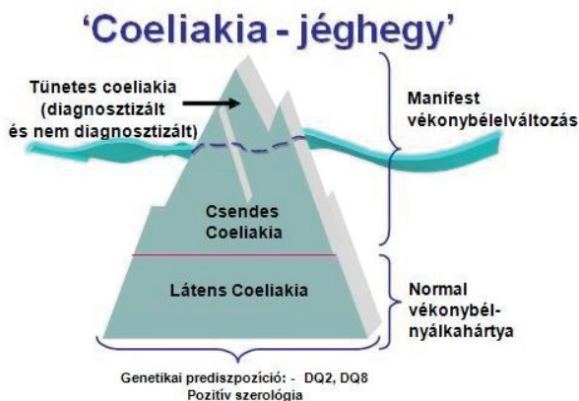 'Coeliakia - jéghegy'
Tünetes coeliakia
(diagnosztizált
és nem diagnosztizált)
Manifest
vékonybélelváltozás
Csendes
Coeliakia
Látens Coeliakia
Normal
vékonybél-
nyálkahártya
Genetikai prediszpozíció: - DQ2, DQ8
Pozitív szerológia